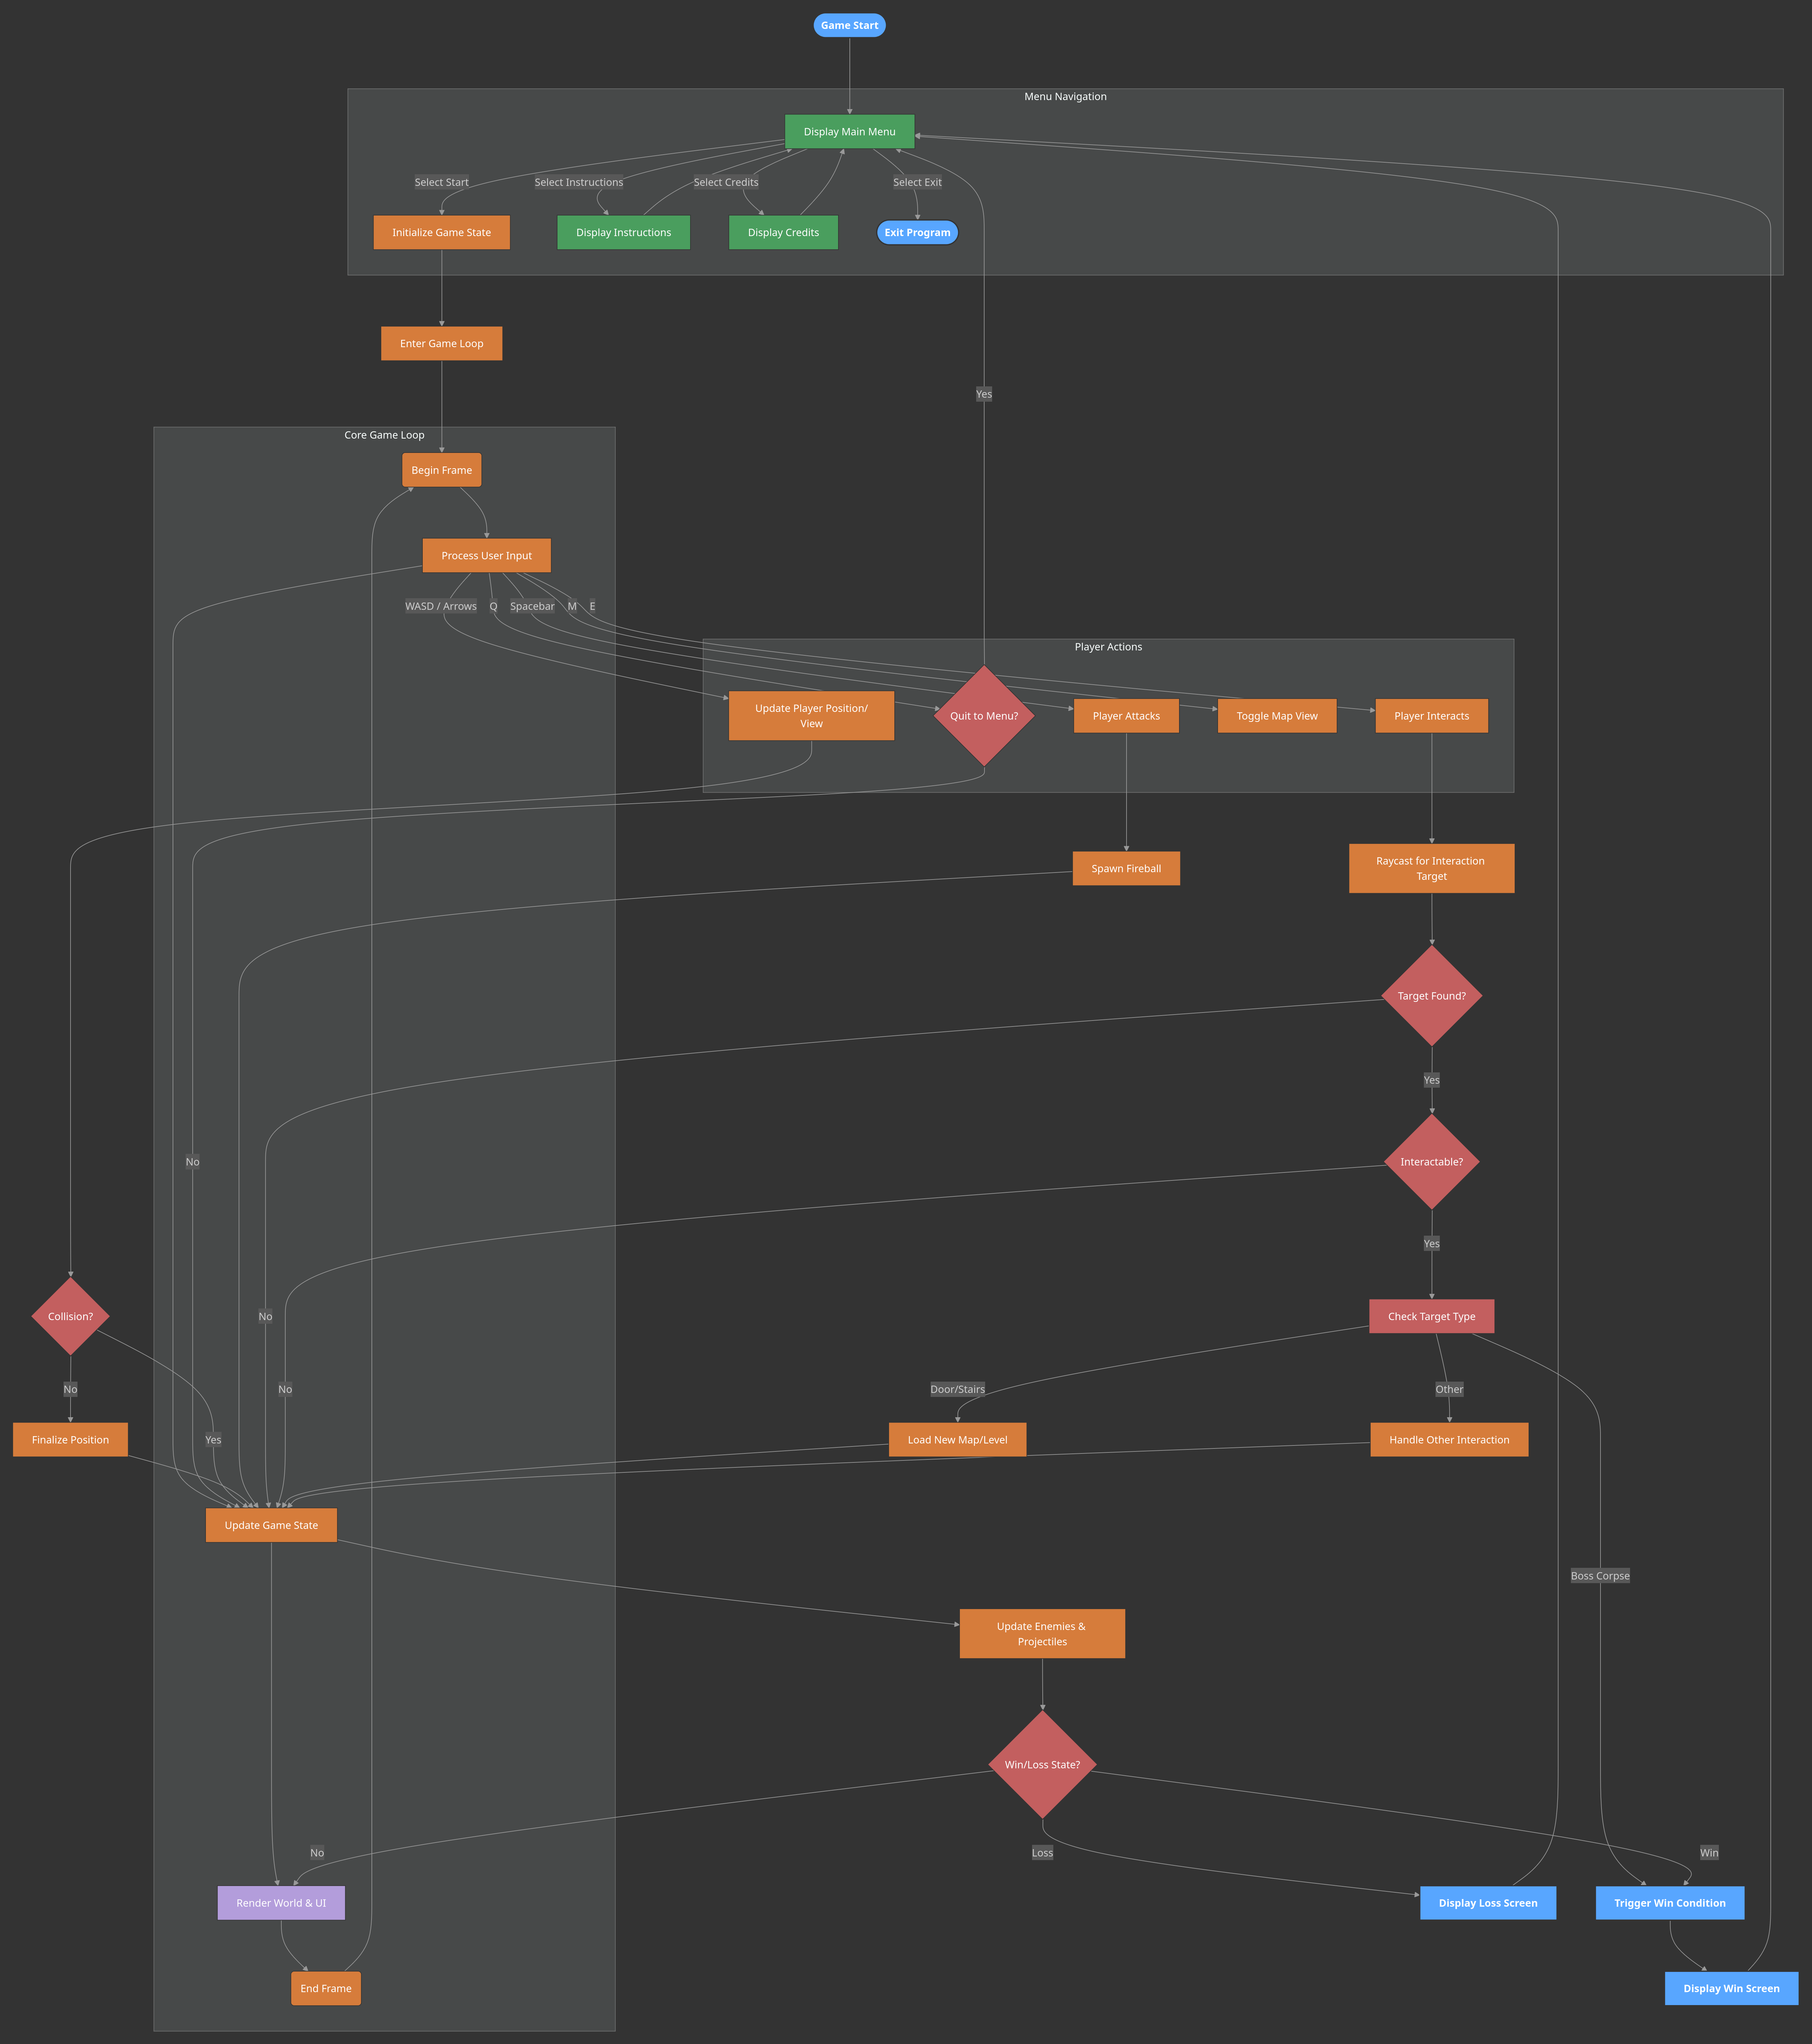 Game Start
Menu Navigation
Display Main Menu
Select Start
Select Instructions
Select Credits
Select Exit
Initialize Game State
Display Instructions
Display Credits
Exit Program
Enter Game Loop
Yes
Core Game Loop
Begin Frame
Process User Input
WASD / Arrows
Q
Spacebar
M
E
Player Actions
Update Player Position/
View
Quit to Menu?
Player Attacks
Toggle Map View
Player Interacts
Spawn Fireball
Raycast for Interaction
Target
Target Found?
Yes
No
Interactable?
Yes
Collision?
No
Check Target Type
No
No
Door/Stairs
Other
Yes
Finalize Position
Load New Map/Level
Handle Other Interaction
Update Game State
Boss Corpse
Update Enemies &
Projectiles
Win/Loss State?
No
Loss
Win
Render World & UI
Display Loss Screen
Trigger Win Condition
End Frame
Display Win Screen